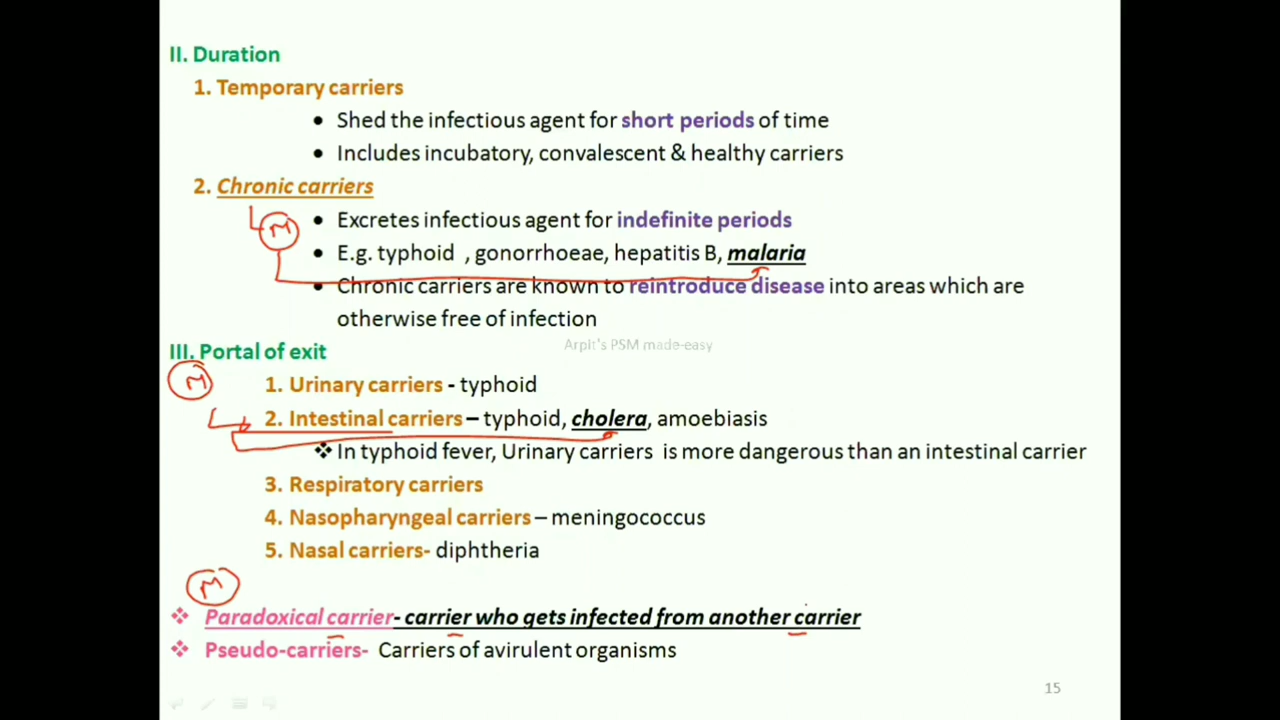 II. Duration
1. Temporary carriers
• Shed the infectious agent for short periods of time
• Includes incubatory, convalescent & healthy carriers
2. Chronic carriers
M
• Excretes infectious agent for indefinite periods
• E.g. typhoid , gonorrhoeae, hepatitis B, malaria
• Chronic carriers are known to reintroduce disease into areas which are
otherwise free of infection
Arpit's PSM made-easy
III. Portal of exit
M
1. Urinary carriers - typhoid
2. Intestinal carriers – typhoid, cholera, amoebiasis
❖ In typhoid fever, Urinary carriers is more dangerous than an intestinal carrier
3. Respiratory carriers
4. Nasopharyngeal carriers – meningococcus
5. Nasal carriers- diphtheria
M
❖ Paradoxical carrier- carrier who gets infected from another carrier
❖ Pseudo-carriers- Carriers of avirulent organisms
15